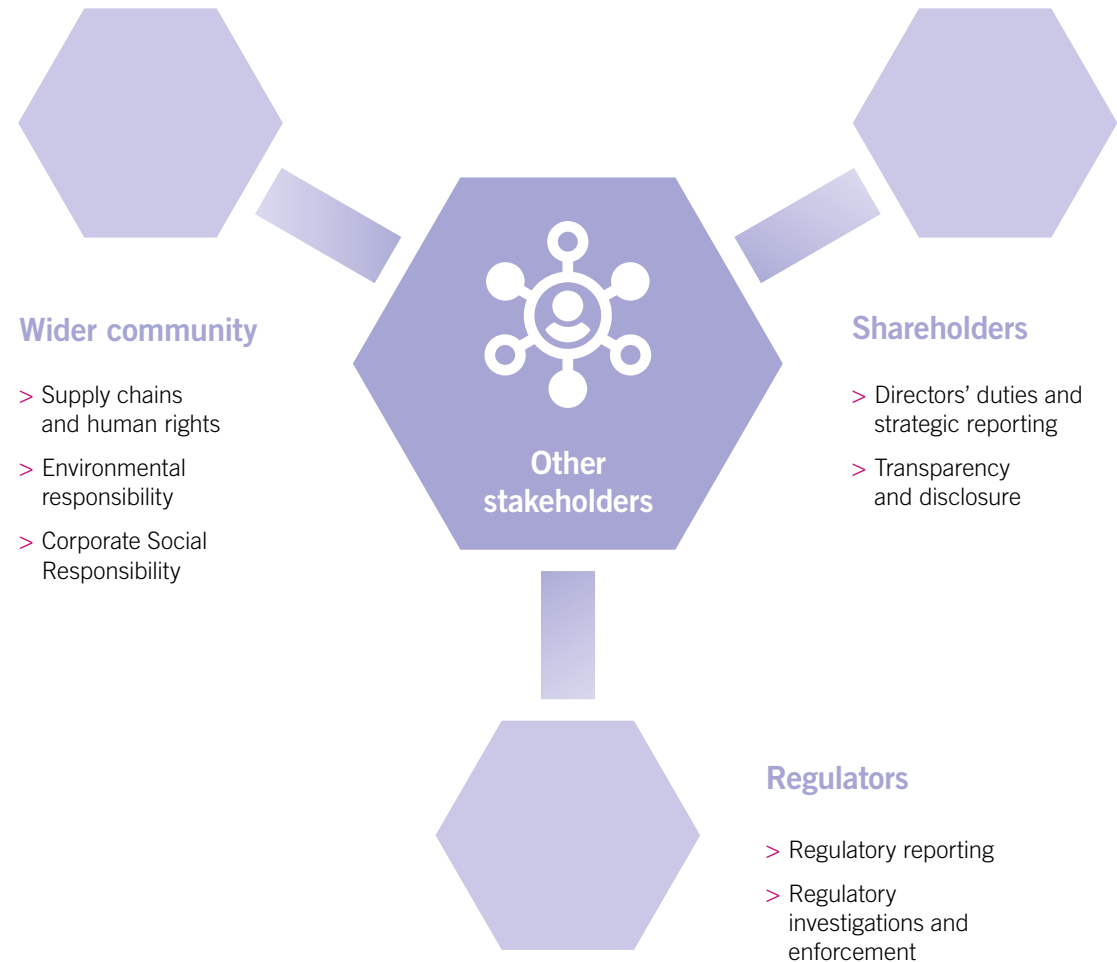 Other
stakeholders
Wider community
> Supply chains
and human rights
> Environmental
responsibility
> Corporate Social
Responsibility
Shareholders
> Directors’ duties and
strategic reporting
> Transparency
and disclosure
Regulators
> Regulatory reporting
> Regulatory
investigations and
enforcement